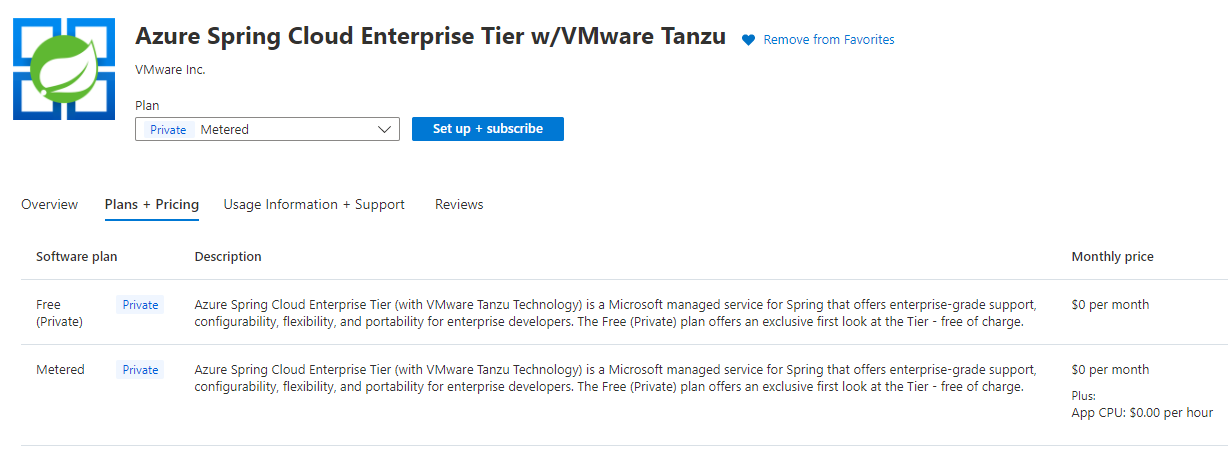 Azure Spring Cloud Enterprise Tier w/VMware Tanzu
Remove from Favorites
VMware Inc.
Plan
Private Metered
Set up + subscribe
Overview
Plans + Pricing
Usage Information + Support
Reviews
Software plan
Description
Monthly price
Free
(Private)
Private
Azure Spring Cloud Enterprise Tier (with VMware Tanzu Technology) is a Microsoft managed service for Spring that offers enterprise-grade support,
configurability, flexibility, and portability for enterprise developers. The Free (Private) plan offers an exclusive first look at the Tier - free of charge.
$0 per month
Metered
Private
Azure Spring Cloud Enterprise Tier (with VMware Tanzu Technology) is a Microsoft managed service for Spring that offers enterprise-grade support,
configurability, flexibility, and portability for enterprise developers. The Free (Private) plan offers an exclusive first look at the Tier - free of charge.
$0 per month
Plus:
App CPU: $0.00 per hour